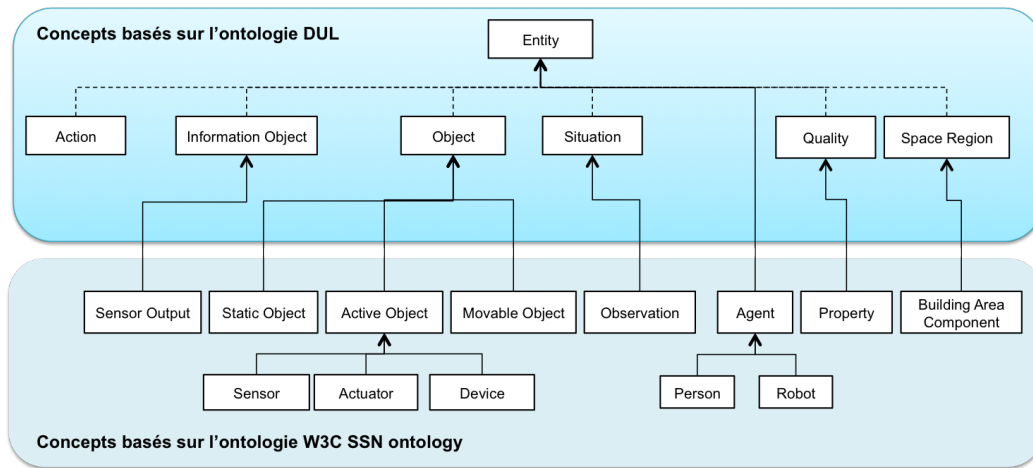 Concepts basés sur l'ontologie DUL
Entity
Action
Information Object
Object
Situation
Quality
Space Region
Sensor Output
Static Object
Active Object
Movable Object
Observation
Agent
Property
Building Area
Component
Sensor
Actuator
Device
Person
Robot
Concepts basés sur l'ontologie W3C SSN ontology